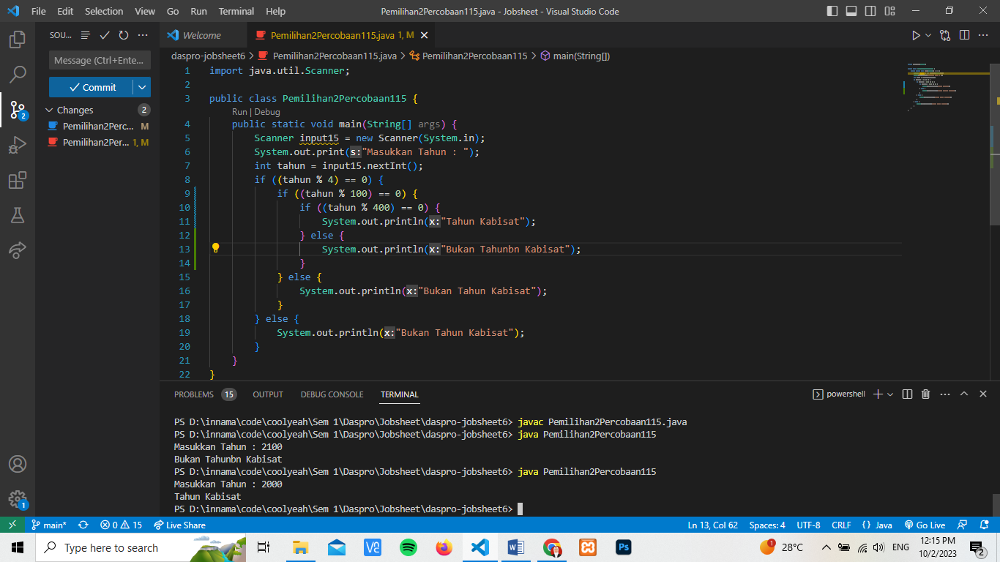 File Edit Selection View Go Run Terminal Help Pemilihan2Percobaan115.java - Jobsheet - Visual Studio Code
SOU...
Message (Ctrl+Ente...
Commit
Changes 2
Pemilihan2Perc... M
Pemilihan2Per... 1, M
2
1
Welcome Pemilihan2Percobaan115.java 1, M
daspro-jobsheet6 > Pemilihan2Percobaan115.java > Pemilihan2Percobaan115 > main(String[])
1 import java.util.Scanner;
2
3 public class Pemilihan2Percobaan115 {
Run | Debug
4 public static void main(String[] args) {
5 Scanner input15 = new Scanner(System.in);
6 System.out.print(s:"Masukkan Tahun : ");
7 int tahun = input15.nextInt();
8 if ((tahun % 4) == 0) {
9 if ((tahun % 100) == 0) {
10 if ((tahun % 400) == 0) {
11 System.out.println(x:"Tahun Kabisat");
12 } else {
13 System.out.println(x:"Bukan Tahunbn Kabisat");
14 }
15 } else {
16 System.out.println(x:"Bukan Tahun Kabisat");
17 }
18 } else {
19 System.out.println(x:"Bukan Tahun Kabisat");
20 }
21 }
22 }
PROBLEMS 15 OUTPUT DEBUG CONSOLE TERMINAL powershell
PS D:\innama\code\coolyeah\Sem 1\Daspro\Jobsheet\daspro-jobsheet6> javac Pemilihan2Percobaan115.java
PS D:\innama\code\coolyeah\Sem 1\Daspro\Jobsheet\daspro-jobsheet6> java Pemilihan2Percobaan115
Masukkan Tahun : 2100
Bukan Tahunbn Kabisat
PS D:\innama\code\coolyeah\Sem 1\Daspro\Jobsheet\daspro-jobsheet6> java Pemilihan2Percobaan115
Masukkan Tahun : 2000
Tahun Kabisat
PS D:\innama\code\coolyeah\Sem 1\Daspro\Jobsheet\daspro-jobsheet6>
main* 0 15 Live Share Ln 13, Col 62 Spaces: 4 UTF-8 CRLF {} Java Go Live
Type here to search 1 28°C ENG 12:15 PM 2
10/2/2023